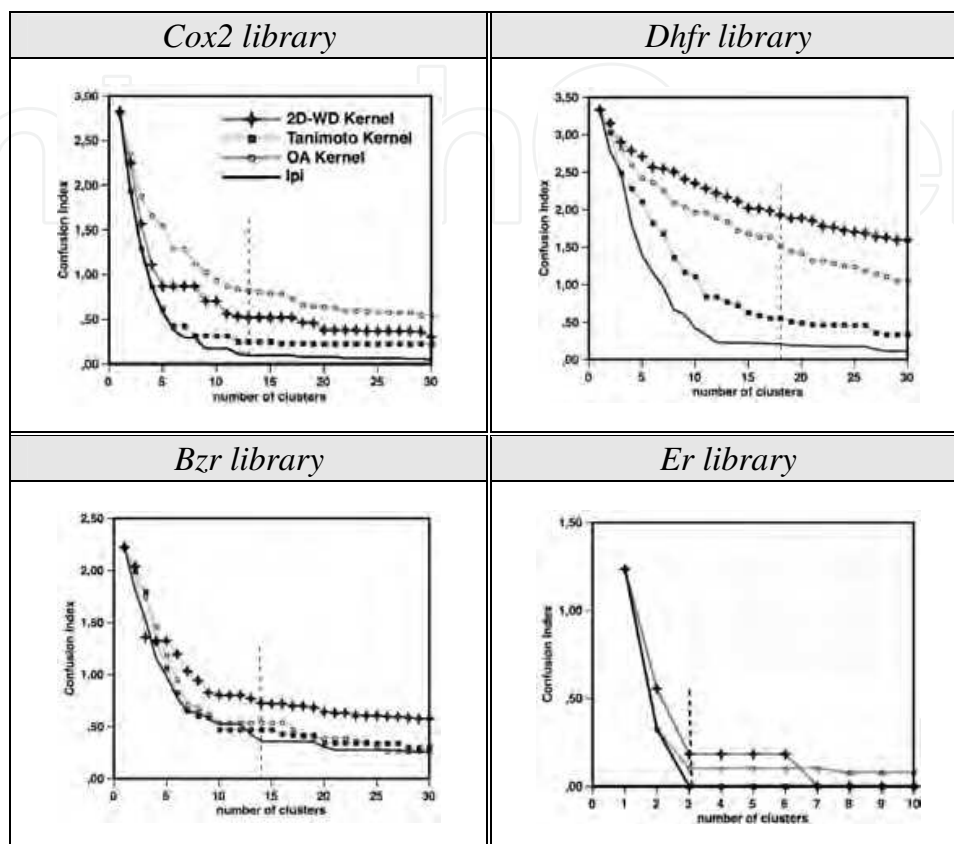 Cox2 library
Dhfr library
3,00
2,50
2,00
1,50
1,00
,50
,00
Confusion Index
2D-WD Kernel
Tanimoto Kernel
OA Kernel
Ipi
0 5 10 15 20 25 30
number of clusters
3,50
3,00
2,50
2,00
1,50
1,00
,50
,00
Confusion Index
0 5 10 15 20 25 30
number of clusters
Bzr library
Er library
2,50
2,00
1,50
1,00
,50
,00
Confusion Index
0 5 10 15 20 25 30
number of clusters
1,50
1,00
,50
,00
Confusion Index
0 1 2 3 4 5 6 7 8 9 10
number of clusters